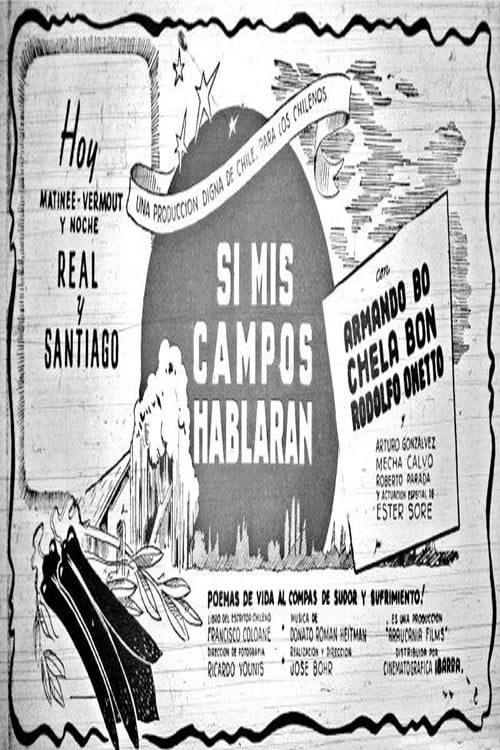 Hoy
MATINEE-VERMOUT
Y NOCHE
REAL
y
SANTIAGO
UNA PRODUCCION DIGNA DE CHILE, PARA LOS CHILENOS
SI MIS
CAMPOS
HABLARAN
con
ARMANDO BO
CHELA BON
RODOLFO ONETTO
Y
ARTURO GONZALVEZ
MECHA CALVO
ROBERTO PARADA
Y ACTUACION ESPECIAL DE
ESTER SORE
POEMAS DE VIDA AL COMPAS DE SUDOR Y SUFRIMIENTO!
LIBRO DEL ESCRITOR CHILENO
FRANCISCO COLOANE
DIRECCION DE FOTOGRAFIA
RICARDO YOUNIS
MUSICA DE
DONATO ROMAN HEITMAN
REALIZACION Y DIRECCION
JOSE BOHR
ES UNA PRODUCCION
"ARAUCANIA FILMS"
DISTRIBUIDA POR
CINEMATOGRAFICA IBARRA.